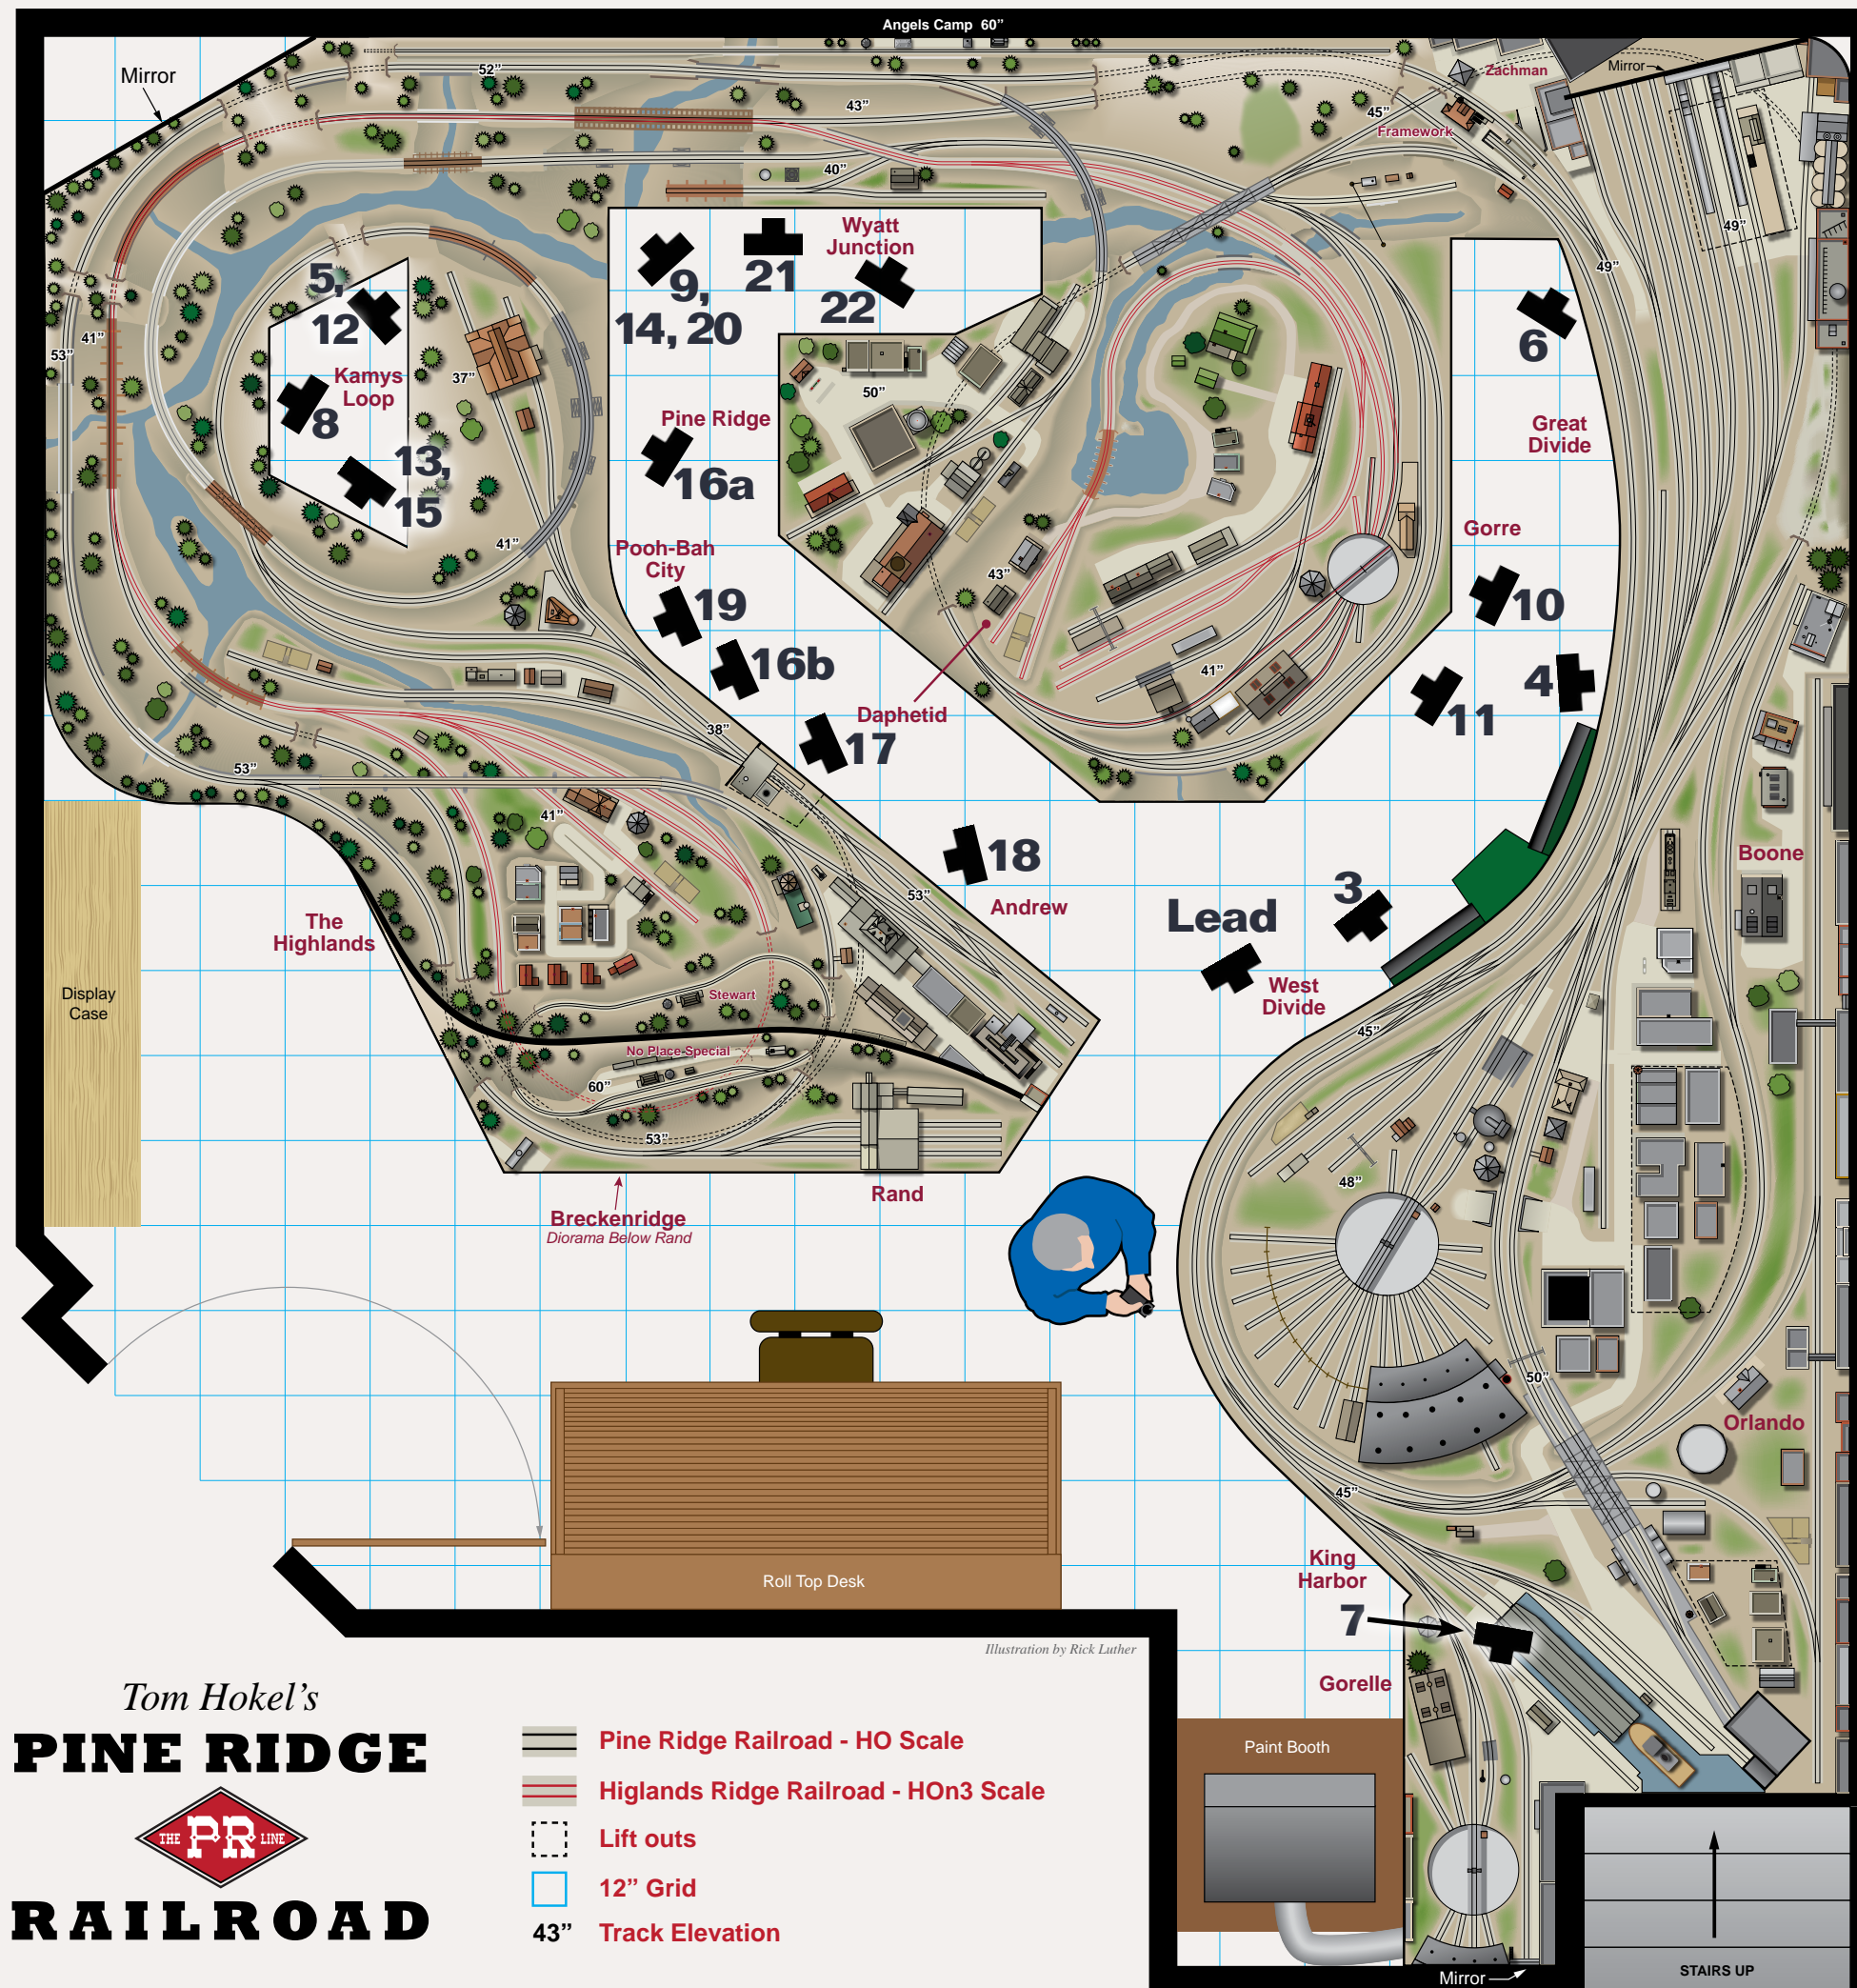 Angels Camp 60”
Mirror
52”
43”
45”
Zachman
Mirror
Framework
40”
49”
49”
Wyatt
Junction
21
22
9,
14, 20
5,
12
Kamys
Loop
8
13,
15
41”
53”
37”
41”
50”
Pine Ridge
16a
Pooh-Bah
City
19
16b
17
38”
43”
41”
Daphetid
6
Great
Divide
Gorre
10
4
11
53”
41”
18
Andrew
53”
3
Lead
West
Divide
45”
Boone
The
Highlands
Display
Case
Stewart
No Place Special
60”
53”
Rand
Breckenridge
Diorama Below Rand
48”
50”
Orlando
45”
King
Harbor
7
Gorelle
Roll Top Desk
Illustration by Rick Luther
Paint Booth
Mirror
STAIRS UP
Tom Hokel’s
PINE RIDGE
THE PR LINE
RAILROAD
Pine Ridge Railroad - HO Scale
Higlands Ridge Railroad - HOn3 Scale
Lift outs
12” Grid
43” Track Elevation